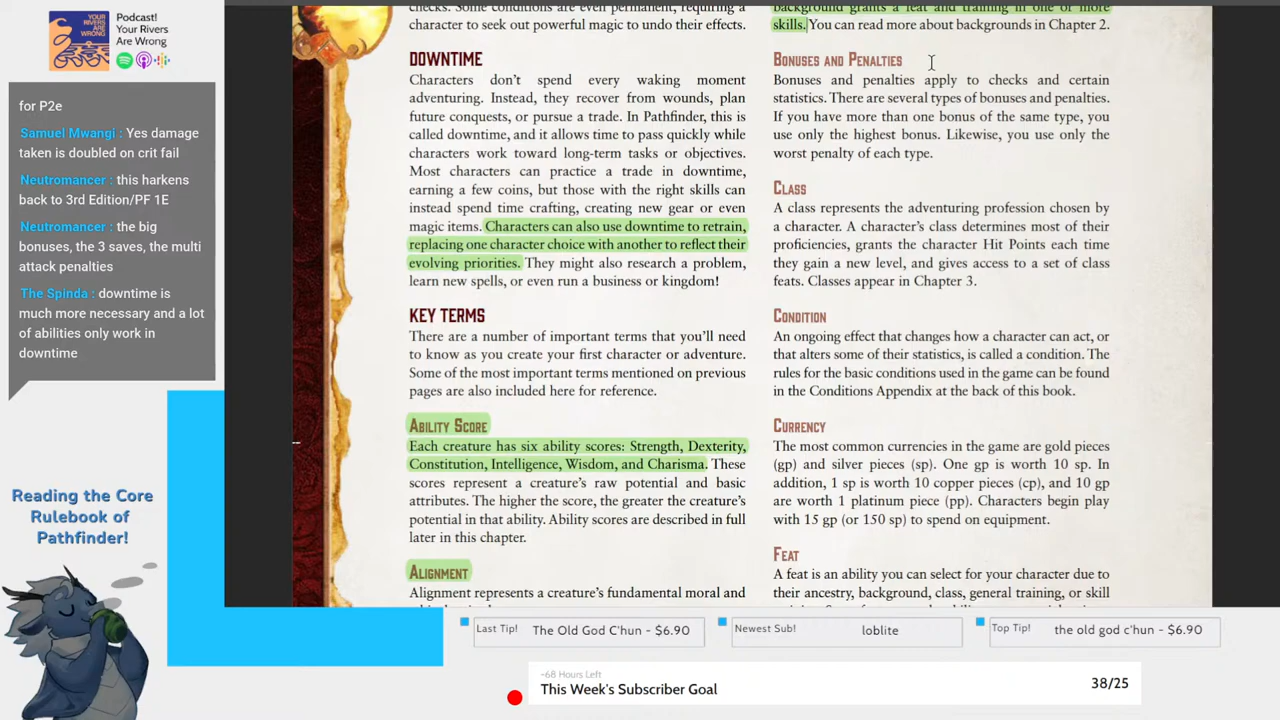 YOUR
RIVERS
ARE
WRONG
Podcast!
Your Rivers
Are Wrong
for P2e
Samuel Mwangi : Yes damage
taken is doubled on crit fail
Neutromancer : this harkens
back to 3rd Edition/PF 1E
Neutromancer : the big
bonuses, the 3 saves, the multi
attack penalties
The Spinda : downtime is
much more necessary and a lot
of abilities only work in
downtime
Reading the Core
Rulebook of
Pathfinder!
checks. Some conditions are even permanent, requiring a
character to seek out powerful magic to undo their effects.
DOWNTIME
Characters don't spend every waking moment
adventuring. Instead, they recover from wounds, plan
future conquests, or pursue a trade. In Pathfinder, this is
called downtime, and it allows time to pass quickly while
characters work toward long-term tasks or objectives.
Most characters can practice a trade in downtime,
earning a few coins, but those with the right skills can
instead spend time crafting, creating new gear or even
magic items. Characters can also use downtime to retrain,
replacing one character choice with another to reflect their
evolving priorities. They might also research a problem,
learn new spells, or even run a business or kingdom!
KEY TERMS
There are a number of important terms that you'll need
to know as you create your first character or adventure.
Some of the most important terms mentioned on previous
pages are also included here for reference.
ABILITY SCORE
Each creature has six ability scores: Strength, Dexterity,
Constitution, Intelligence, Wisdom, and Charisma. These
scores represent a creature's raw potential and basic
attributes. The higher the score, the greater the creature's
potential in that ability. Ability scores are described in full
later in this chapter.
ALIGNMENT
Alignment represents a creature's fundamental moral and
background grants a feat and training in one or more
skills. You can read more about backgrounds in Chapter 2.
BONUSES AND PENALTIES
Bonuses and penalties apply to checks and certain
statistics. There are several types of bonuses and penalties.
If you have more than one bonus of the same type, you
use only the highest bonus. Likewise, you use only the
worst penalty of each type.
CLASS
A class represents the adventuring profession chosen by
a character. A character's class determines most of their
proficiencies, grants the character Hit Points each time
they gain a new level, and gives access to a set of class
feats. Classes appear in Chapter 3.
CONDITION
An ongoing effect that changes how a character can act, or
that alters some of their statistics, is called a condition. The
rules for the basic conditions used in the game can be found
in the Conditions Appendix at the back of this book.
CURRENCY
The most common currencies in the game are gold pieces
(gp) and silver pieces (sp). One gp is worth 10 sp. In
addition, 1 sp is worth 10 copper pieces (cp), and 10 gp
are worth 1 platinum piece (pp). Characters begin play
with 15 gp (or 150 sp) to spend on equipment.
FEAT
A feat is an ability you can select for your character due to
their ancestry, background, class, general training, or skill
Last Tip! The Old God C'hun - $6.90
Newest Sub! loblite
Top Tip! the old god c'hun - $6.90
~68 Hours Left
This Week's Subscriber Goal 38/25